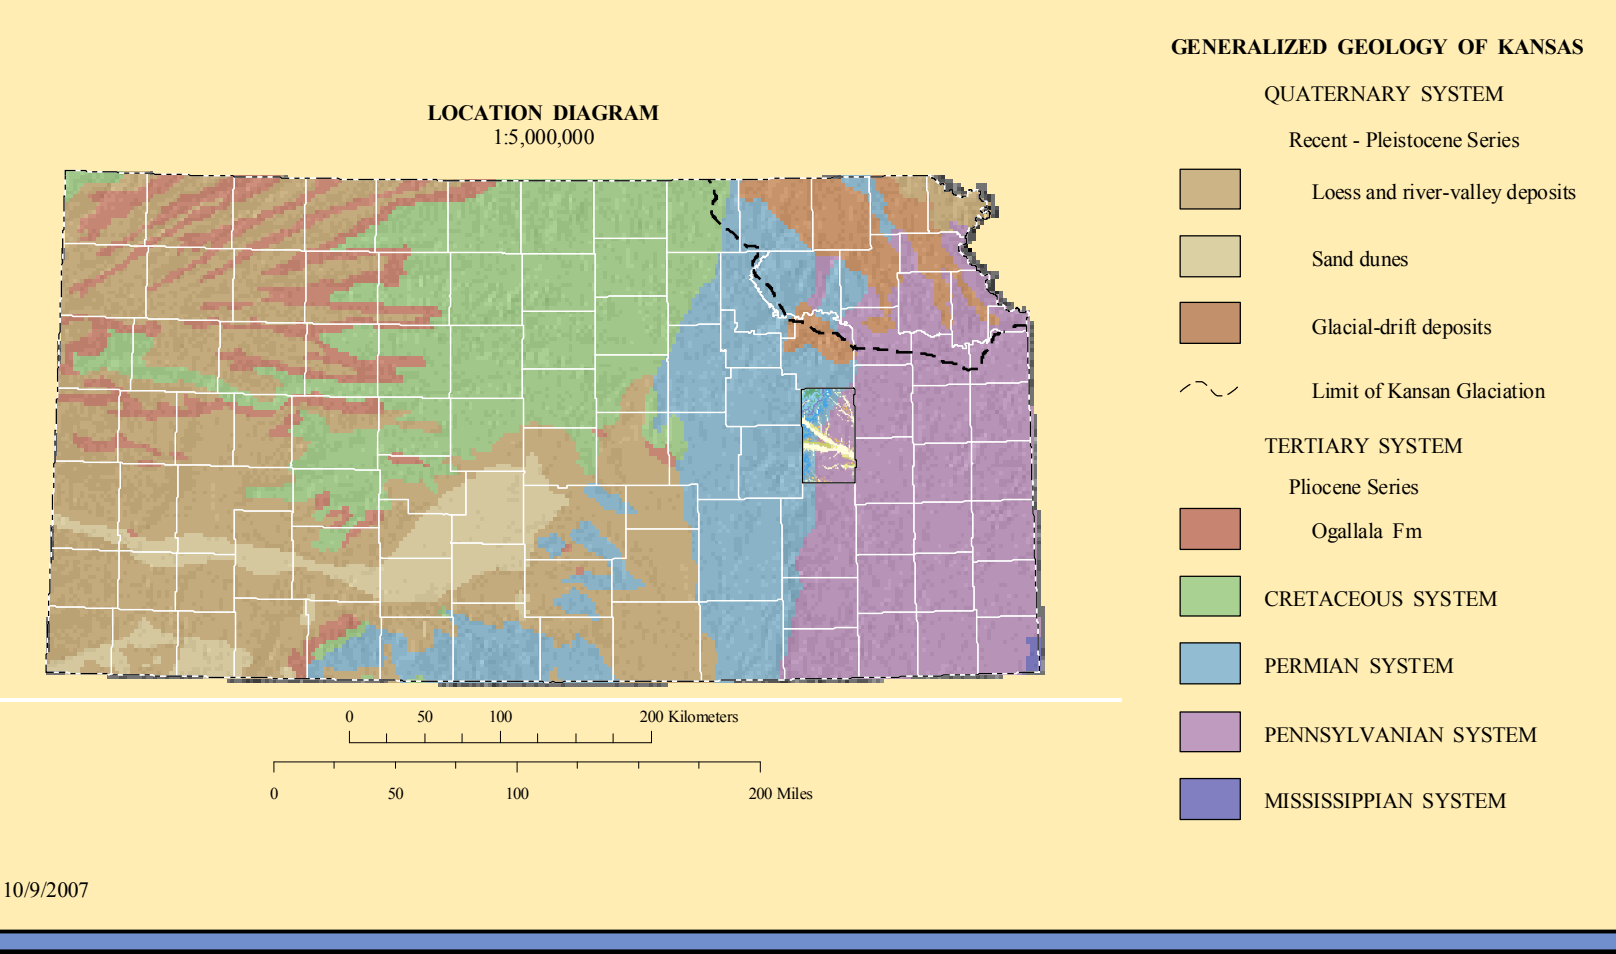 GENERALIZED GEOLOGY OF KANSAS
QUATERNARY SYSTEM
LOCATION DIAGRAM
1:5,000,000
Recent - Pleistocene Series
Loess and river-valley deposits
Sand dunes
Glacial-drift deposits
Limit of Kansan Glaciation
TERTIARY SYSTEM
Pliocene Series
Ogallala Fm
CRETACEOUS SYSTEM
PERMIAN SYSTEM
PENNSYLVANIAN SYSTEM
MISSISSIPPIAN SYSTEM
0 50 100 200 Kilometers
0 50 100 200 Miles
10/9/2007